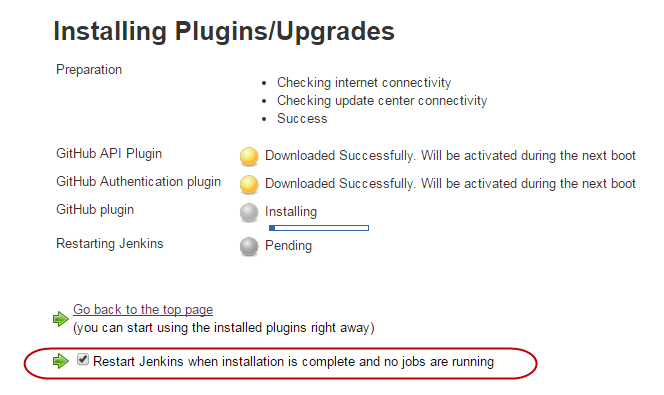 Installing Plugins/Upgrades
Preparation
Checking internet connectivity
Checking update center connectivity
Success
GitHub API Plugin Downloaded Successfully. Will be activated during the next boot
GitHub Authentication plugin Downloaded Successfully. Will be activated during the next boot
GitHub plugin Installing
Restarting Jenkins Pending
Go back to the top page
(you can start using the installed plugins right away)
Restart Jenkins when installation is complete and no jobs are running